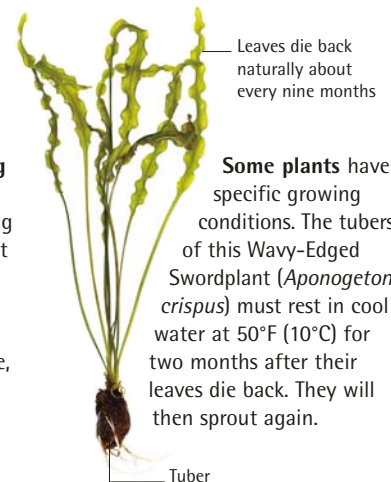 Leaves die back
naturally about
every nine months
Some plants have
specific growing
conditions. The tubers
of this Wavy-Edged
Swordplant (Aponogeton
crispus) must rest in cool
water at 50°F (10°C) for
two months after their
leaves die back. They will
then sprout again.
Tuber